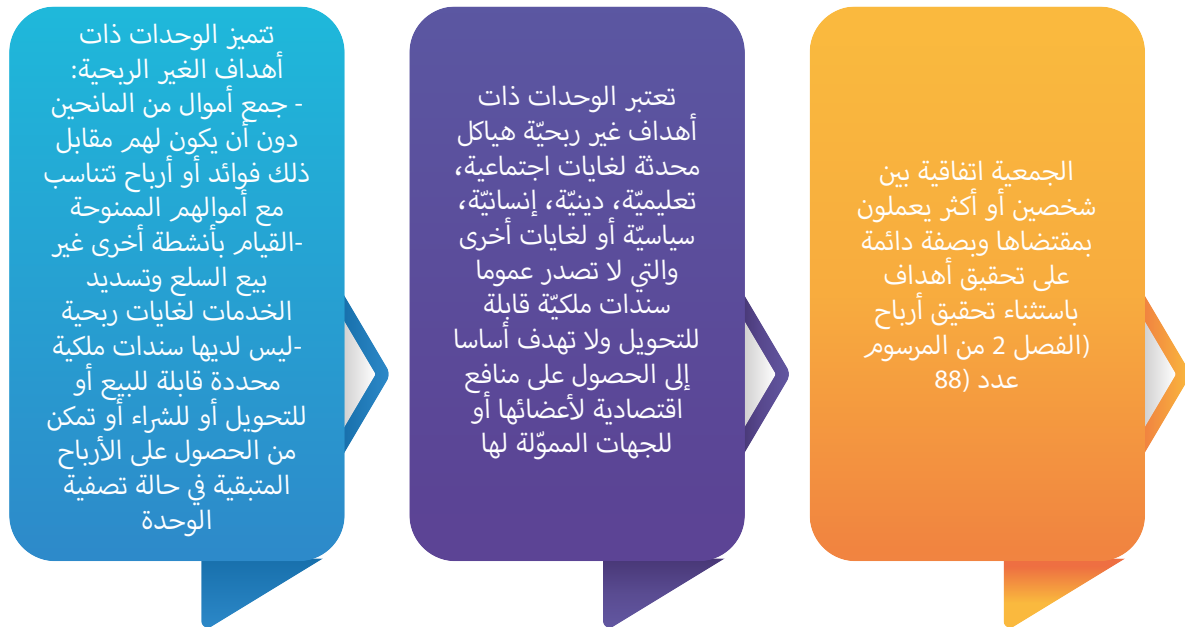 الجمعية اتفاقية بين
شخصين أو أكثر يعملون
بمقتضاها وبصفة دائمة
على تحقيق أهداف
باستثناء تحقيق أرباح
(الفصل 2 من المرسوم
عدد (88
تعتبر الوحدات ذات
أهداف غير ربحيّة هياكل
محدثة لغايات اجتماعية،
تعليميّة، دينيّة، إنسانيّة،
سياسيّة أو لغايات أخرى
والتي لا تصدر عموما
سندات ملكيّة قابلة
للتحويل ولا تهدف أساسا
إلى الحصول على منافع
اقتصادية لأعضائها أو
للجهات المموّلة لها
تتميز الوحدات ذات
أهداف الغير الربحية:
- جمع أموال من المانحين
دون أن يكون لهم مقابل
ذلك فوائد أو أرباح تتناسب
مع أموالهم الممنوحة
-القيام بأنشطة أخرى غير
بيع السلع وتسديد
الخدمات لغايات ربحية
-ليس لديها سندات ملكية
محددة قابلة للبيع أو
للتحويل أو للشراء أو تمكن
من الحصول على الأرباح
المتبقية في حالة تصفية
الوحدة